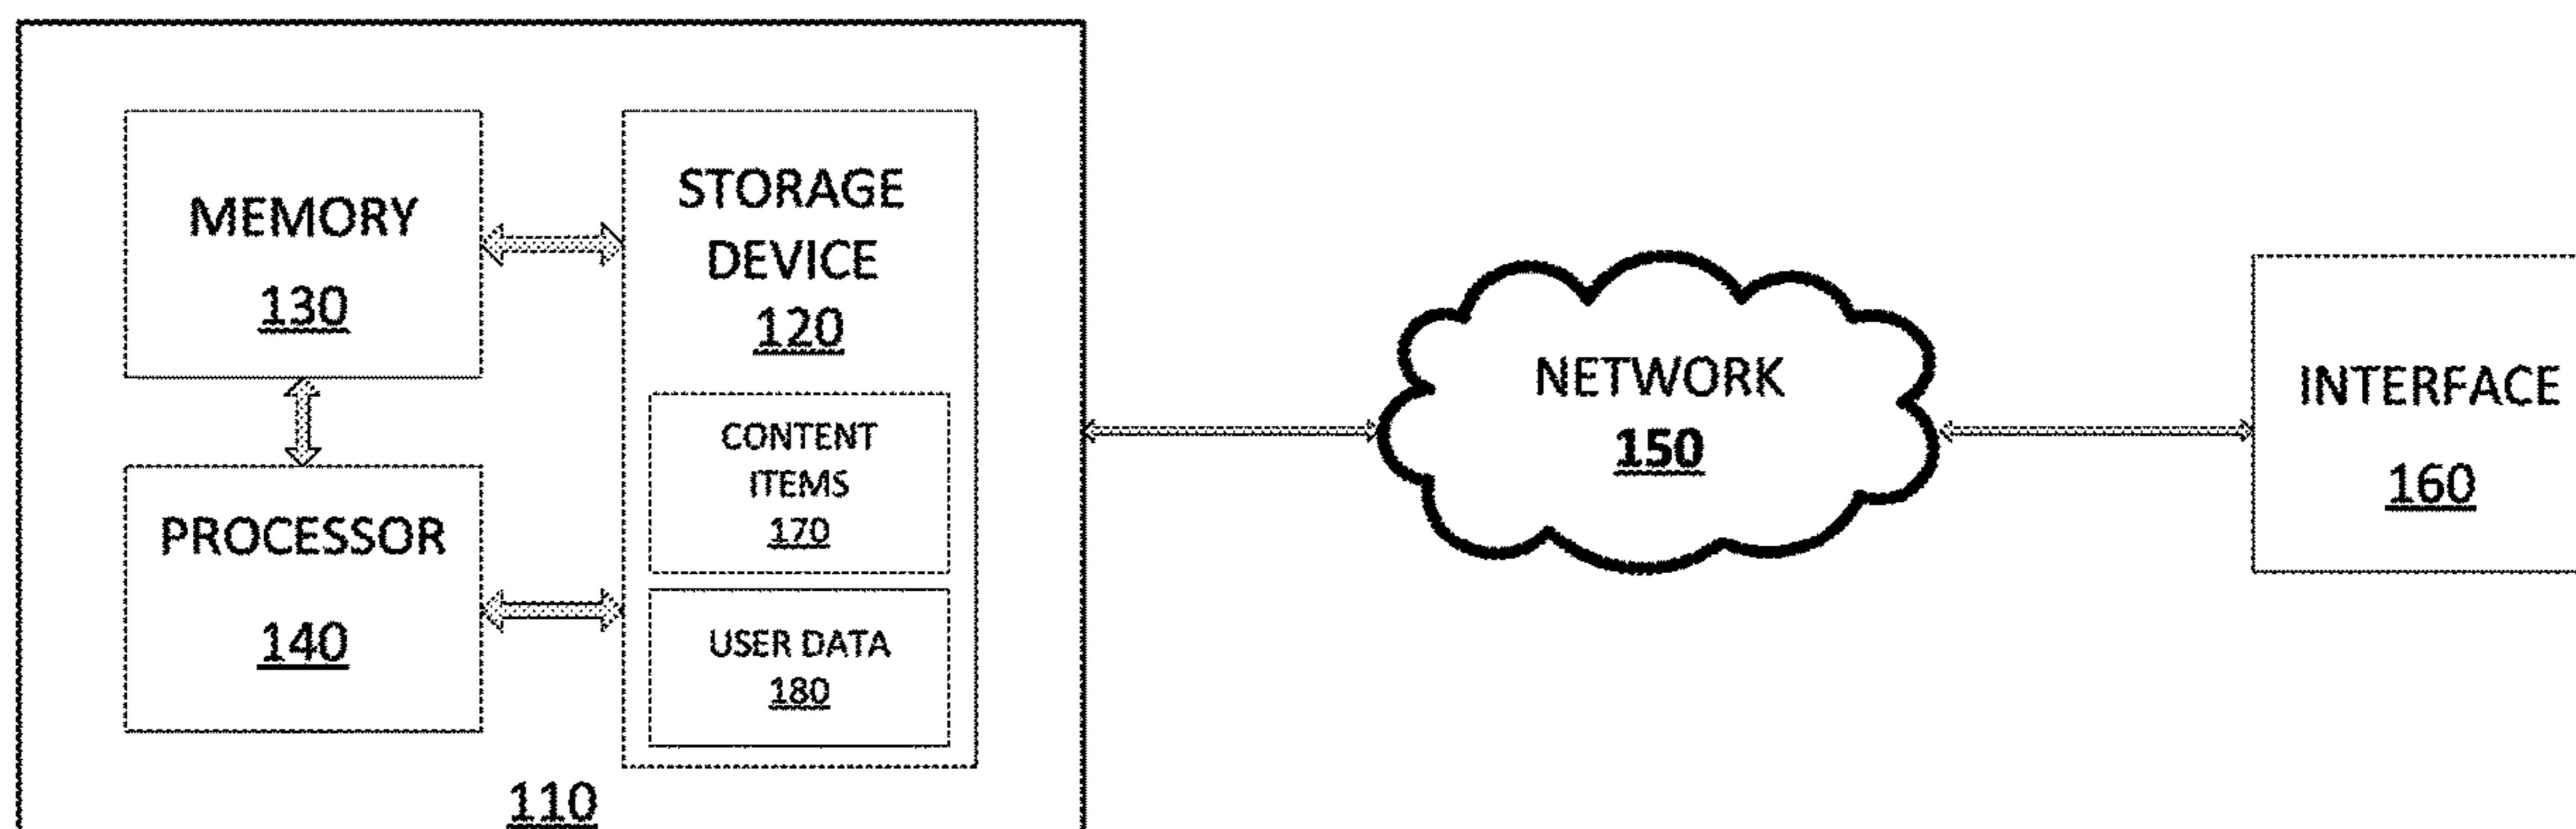 MEMORY
130
STORAGE
DEVICE
120
CONTENT
ITEMS
170
USER DATA
180
PROCESSOR
140
110
NETWORK
150
INTERFACE
160